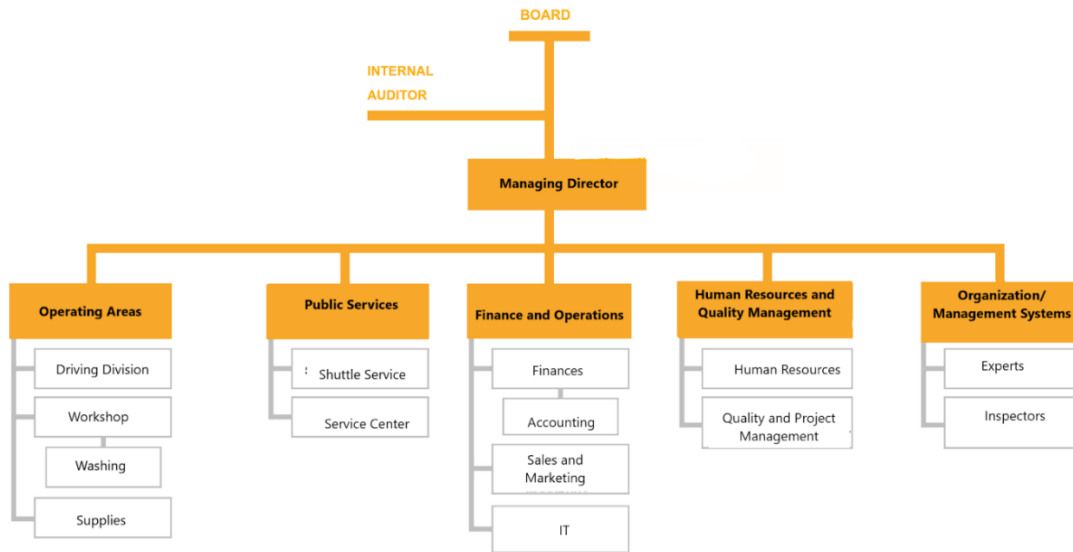 BOARD
INTERNAL
AUDITOR
Managing Director
Operating Areas
Driving Division
Workshop
Washing
Supplies
Public Services
Shuttle Service
Service Center
Finance and Operations
Finances
Accounting
Sales and
Marketing
IT
Human Resources and
Quality Management
Human Resources
Quality and Project
Management
Organization/
Management Systems
Experts
Inspectors